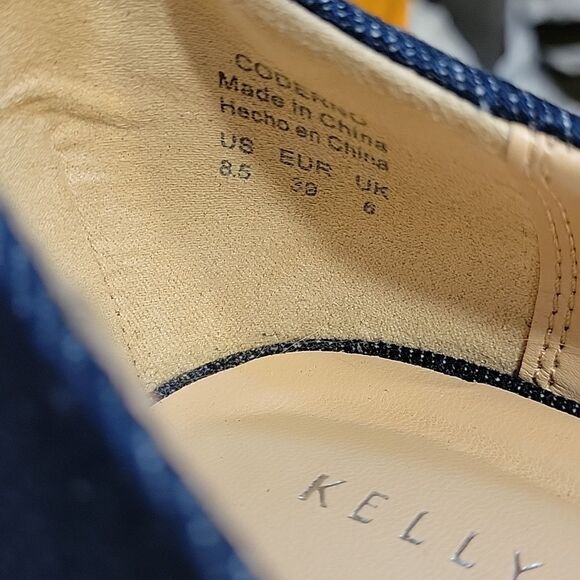 CODERNO
Made in China
Hecho en China
US EUR UK
8.5 39 6
KELLY